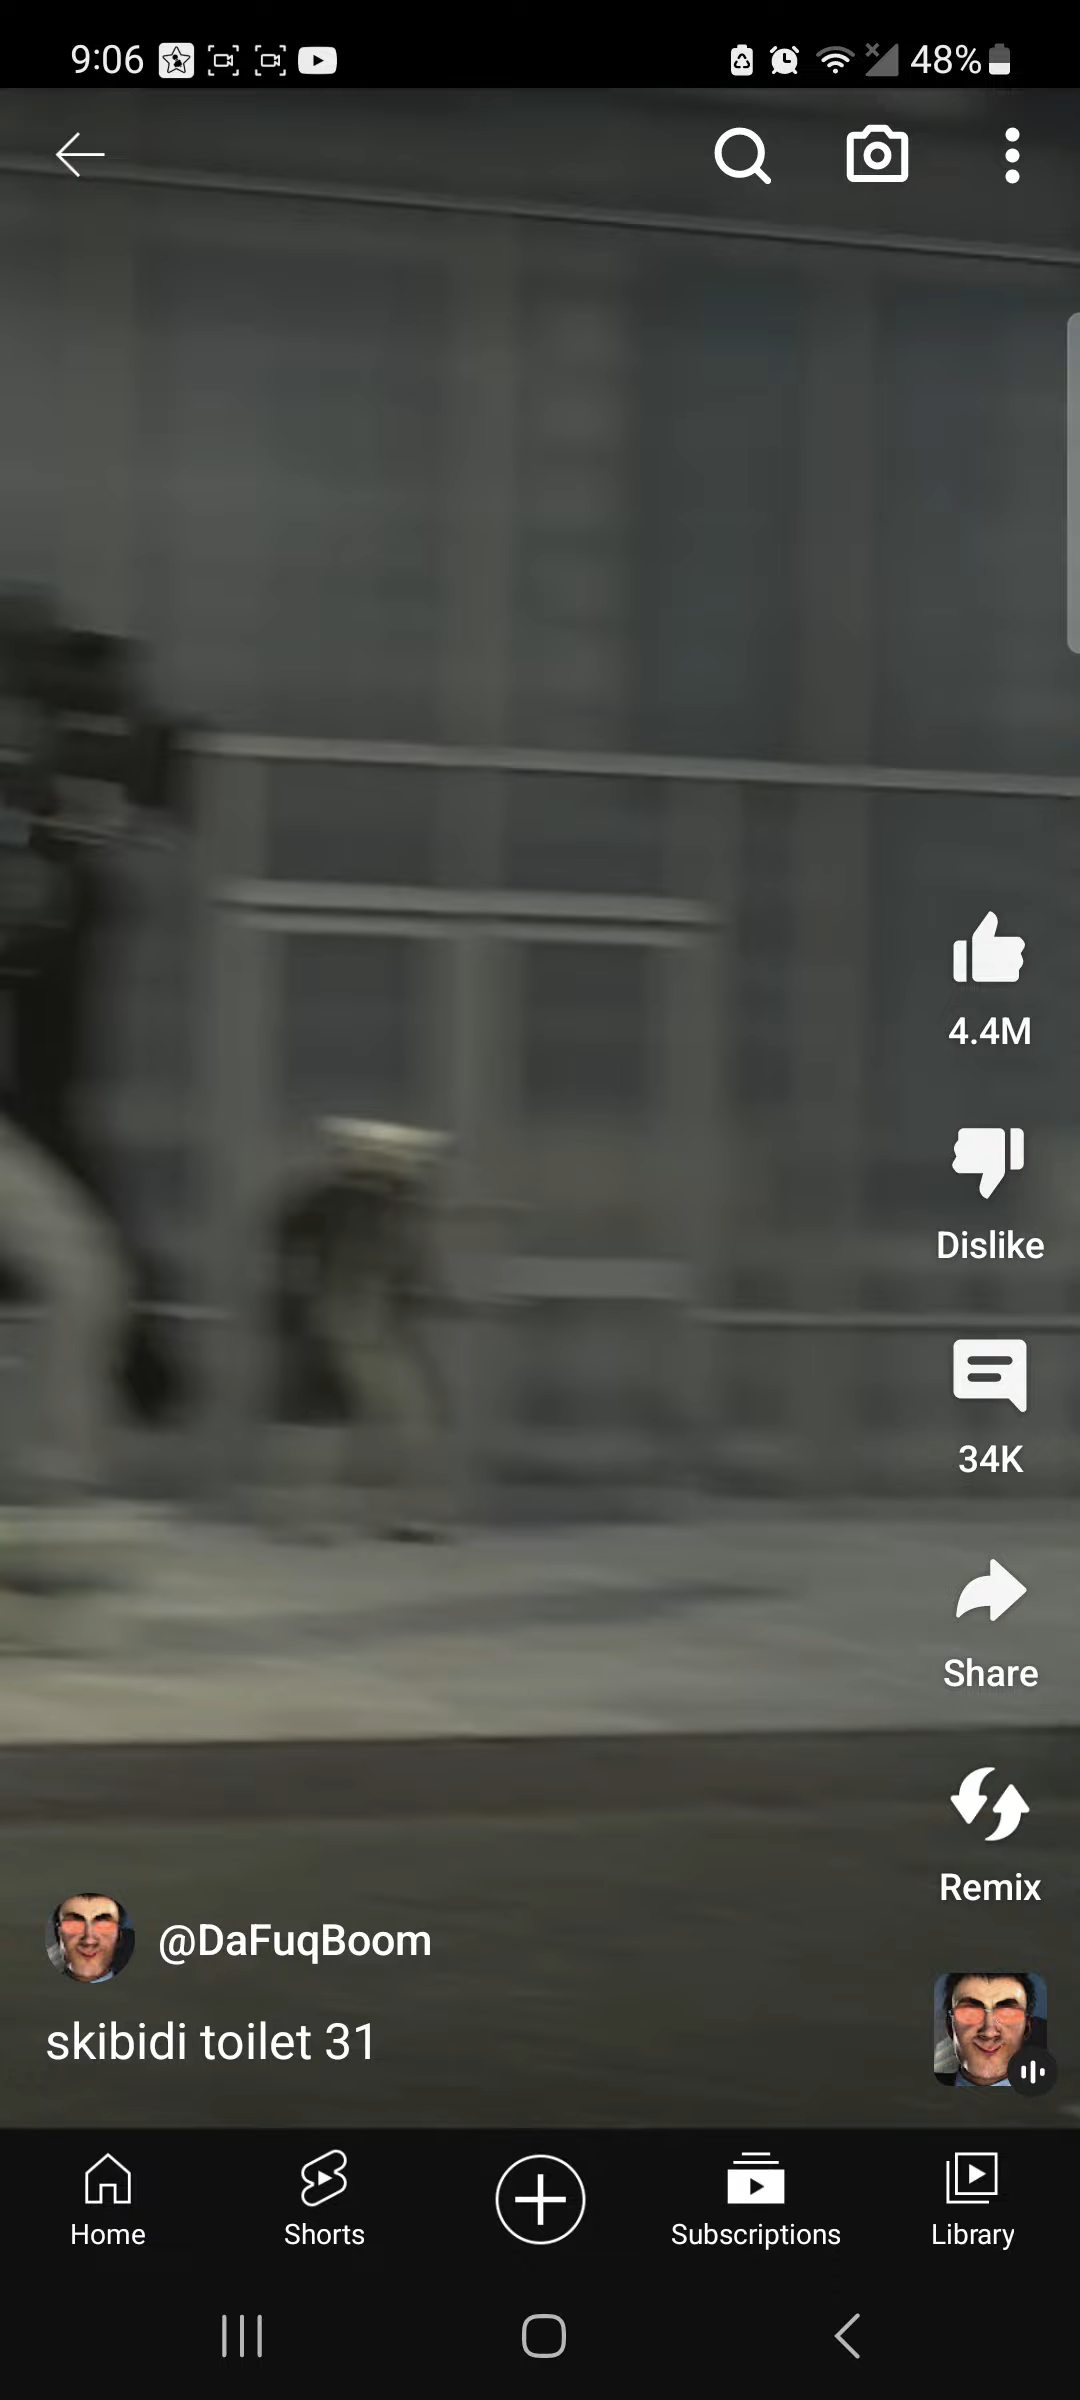 9:06
48%
4.4M
Dislike
34K
Share
Remix
@DaFuqBoom
skibidi toilet 31
Home
Shorts
Subscriptions
Library